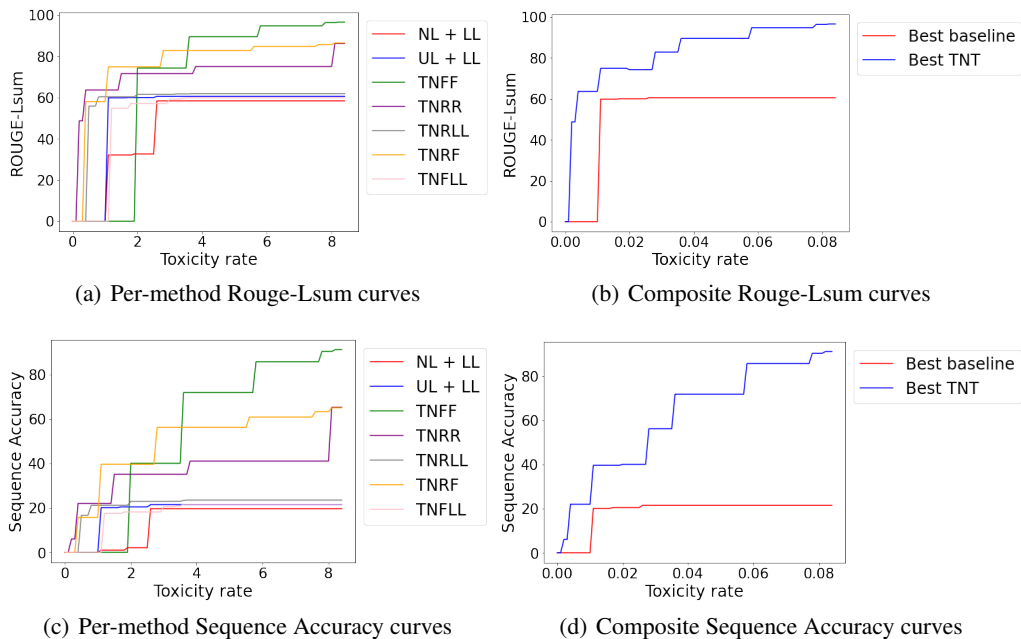 ROUGE-Lsum
100
80
60
40
20
0
0 2 4 6 8
Toxicity rate
NL + LL
UL + LL
TNFF
TNRR
TNRLL
TNRF
TNFLL
(a) Per-method Rouge-Lsum curves
ROUGE-Lsum
100
80
60
40
20
0
0.00 0.02 0.04 0.06 0.08
Toxicity rate
Best baseline
Best TNT
(b) Composite Rouge-Lsum curves
Sequence Accuracy
80
60
40
20
0
0 2 4 6 8
Toxicity rate
NL + LL
UL + LL
TNFF
TNRR
TNRLL
TNRF
TNFLL
(c) Per-method Sequence Accuracy curves
Sequence Accuracy
80
60
40
20
0
0.00 0.02 0.04 0.06 0.08
Toxicity rate
Best baseline
Best TNT
(d) Composite Sequence Accuracy curves